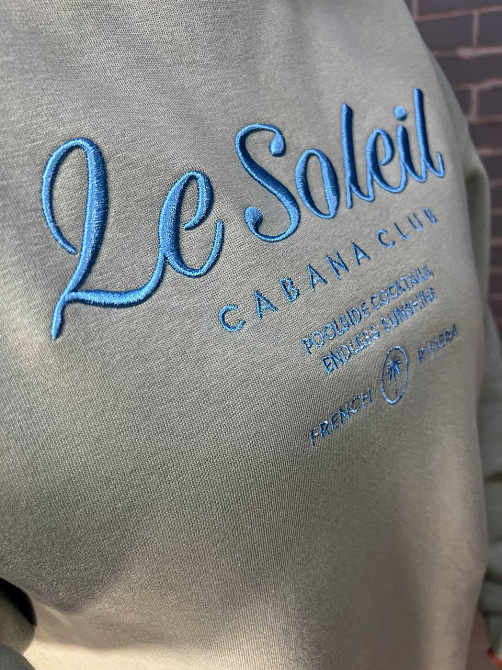 Le Soleil
CABANA CLUB
POOLSIDE COCKTAILS,
ENDLESS SUNSHINE
FRENCH RIVIERA